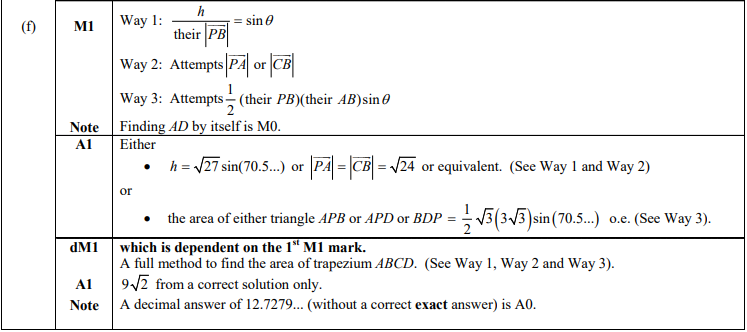 (f) M1 Way 1: h / their |PB| = sin θ
Way 2: Attempts |PA| or |CB|
Way 3: Attempts 1/2 (their PB)(their AB) sin θ
Note Finding AD by itself is M0.
A1 Either
• h = √27 sin(70.5...) or |PA| = |CB| = √24 or equivalent. (See Way 1 and Way 2)
or
• the area of either triangle APB or APD or BDP = 1/2 √3(3√3) sin(70.5...) o.e. (See Way 3).
dM1 which is dependent on the 1st M1 mark.
A full method to find the area of trapezium ABCD. (See Way 1, Way 2 and Way 3).
A1 9√2 from a correct solution only.
Note A decimal answer of 12.7279... (without a correct exact answer) is A0.